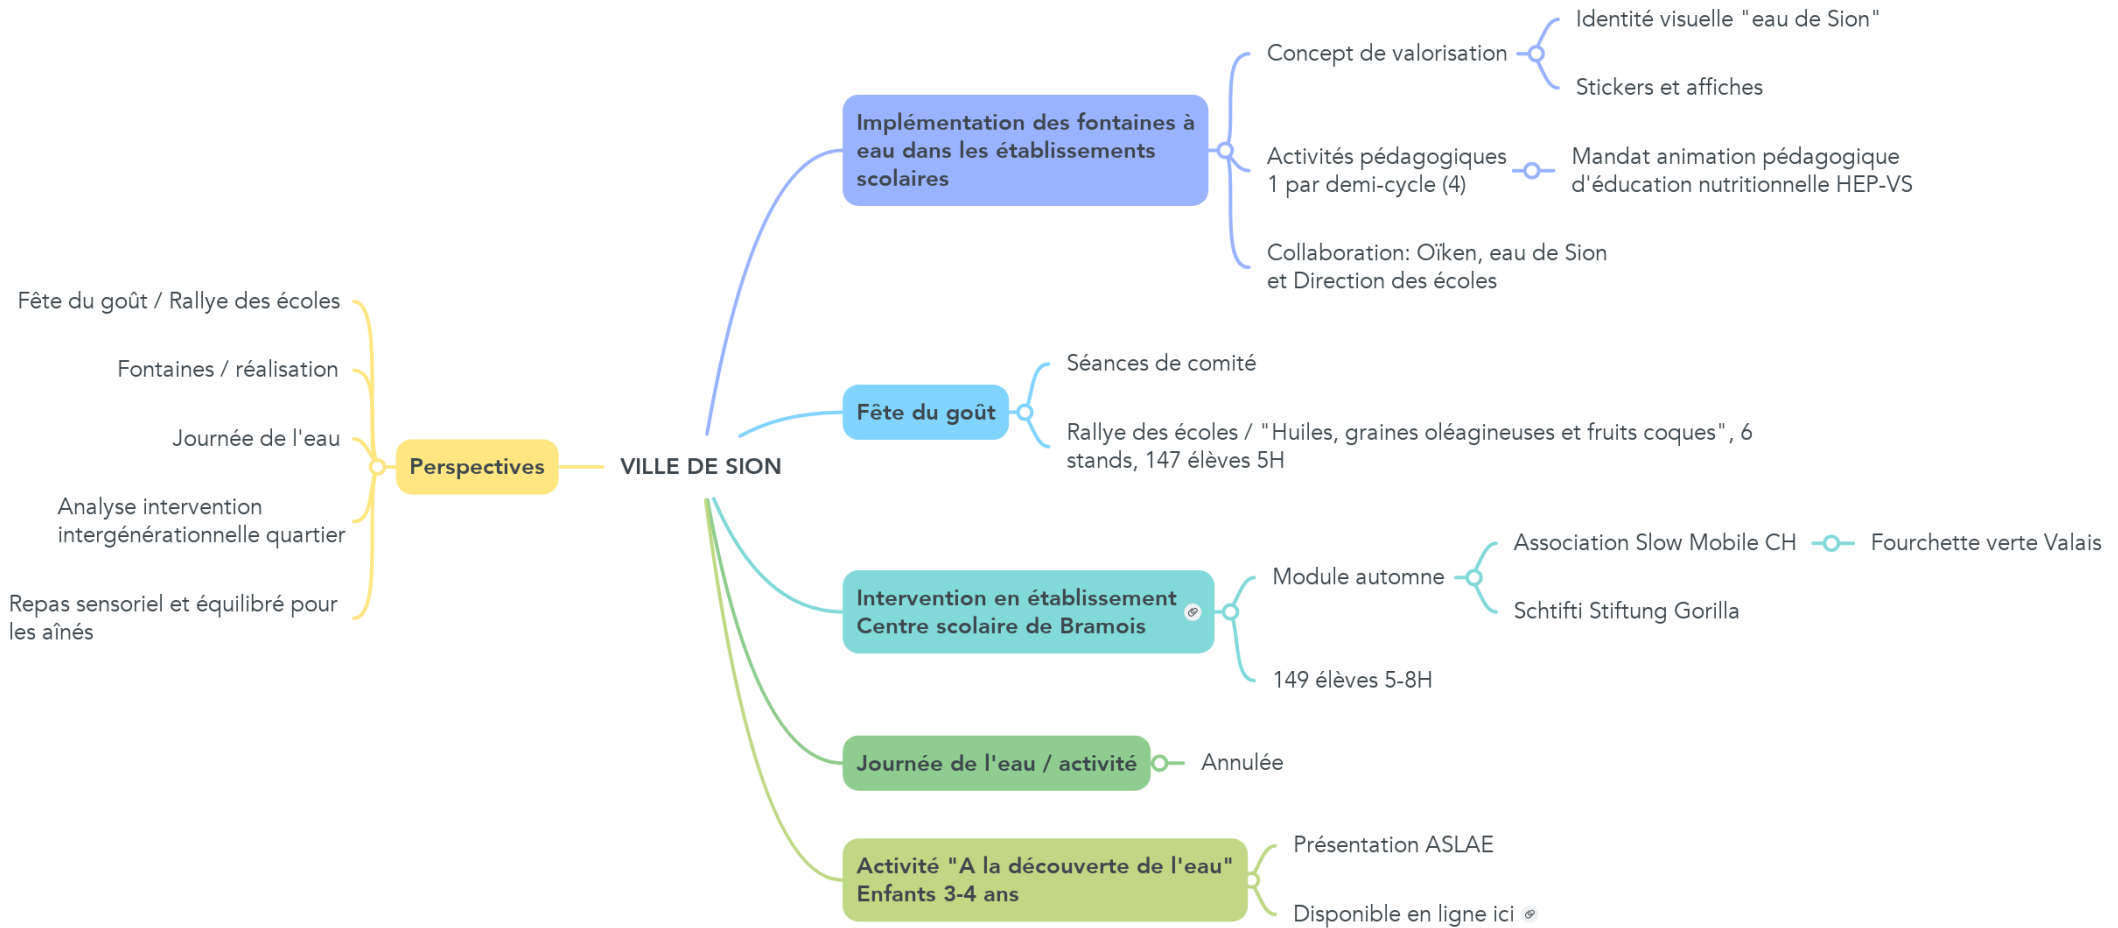 Identité visuelle "eau de Sion"
Concept de valorisation
Stickers et affiches
Implémentation des fontaines à
eau dans les établissements
scolaires
Activités pédagogiques
1 par demi-cycle (4)
Mandat animation pédagogique
d'éducation nutritionnelle HEP-VS
Collaboration: Oïken, eau de Sion
et Direction des écoles
Fête du goût / Rallye des écoles
Fontaines / réalisation
Journée de l'eau
Analyse intervention
intergénérationnelle quartier
Repas sensoriel et équilibré pour
les aînés
Perspectives
VILLE DE SION
Fête du goût
Séances de comité
Rallye des écoles / "Huiles, graines oléagineuses et fruits coques", 6
stands, 147 élèves 5H
Intervention en établissement
Centre scolaire de Bramois
Module automne
Association Slow Mobile CH
Fourchette verte Valais
Schtifti Stiftung Gorilla
149 élèves 5-8H
Journée de l'eau / activité
Annulée
Activité "A la découverte de l'eau"
Enfants 3-4 ans
Présentation ASLAE
Disponible en ligne ici